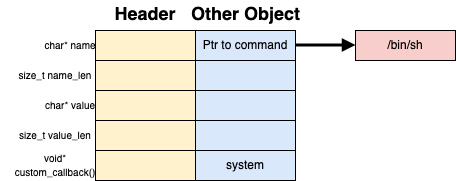 Header Other Object
char* name Ptr to command /bin/sh
size_t name_len
char* value
size_t value_len
void*
custom_callback() system